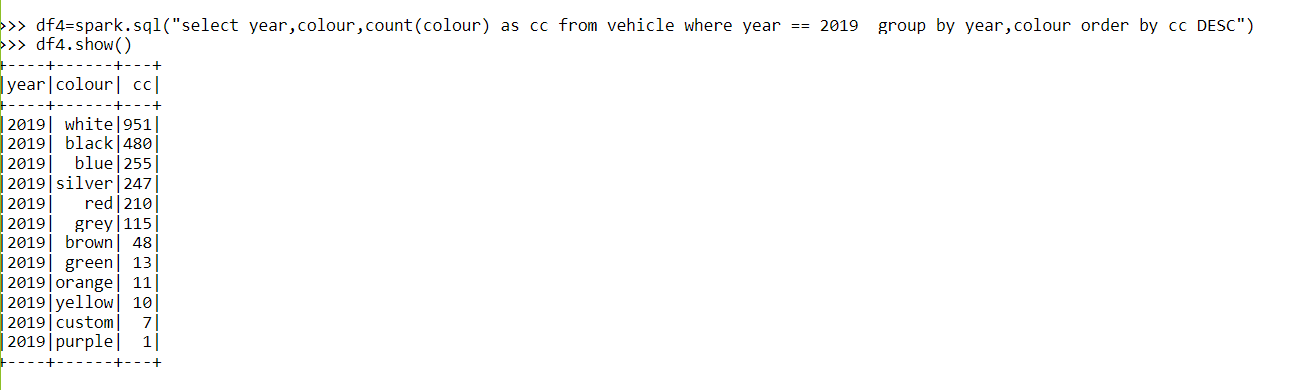 >>> df4=spark.sql("select year,colour,count(colour) as cc from vehicle where year == 2019  group by year,colour order by cc DESC")
>>> df4.show()
+----+------+---+
|year|colour| cc|
+----+------+---+
|2019| white|951|
|2019| black|480|
|2019|  blue|255|
|2019|silver|247|
|2019|   red|210|
|2019|  grey|115|
|2019| brown| 48|
|2019| green| 13|
|2019|orange| 11|
|2019|yellow| 10|
|2019|custom|  7|
|2019|purple|  1|
+----+------+---+